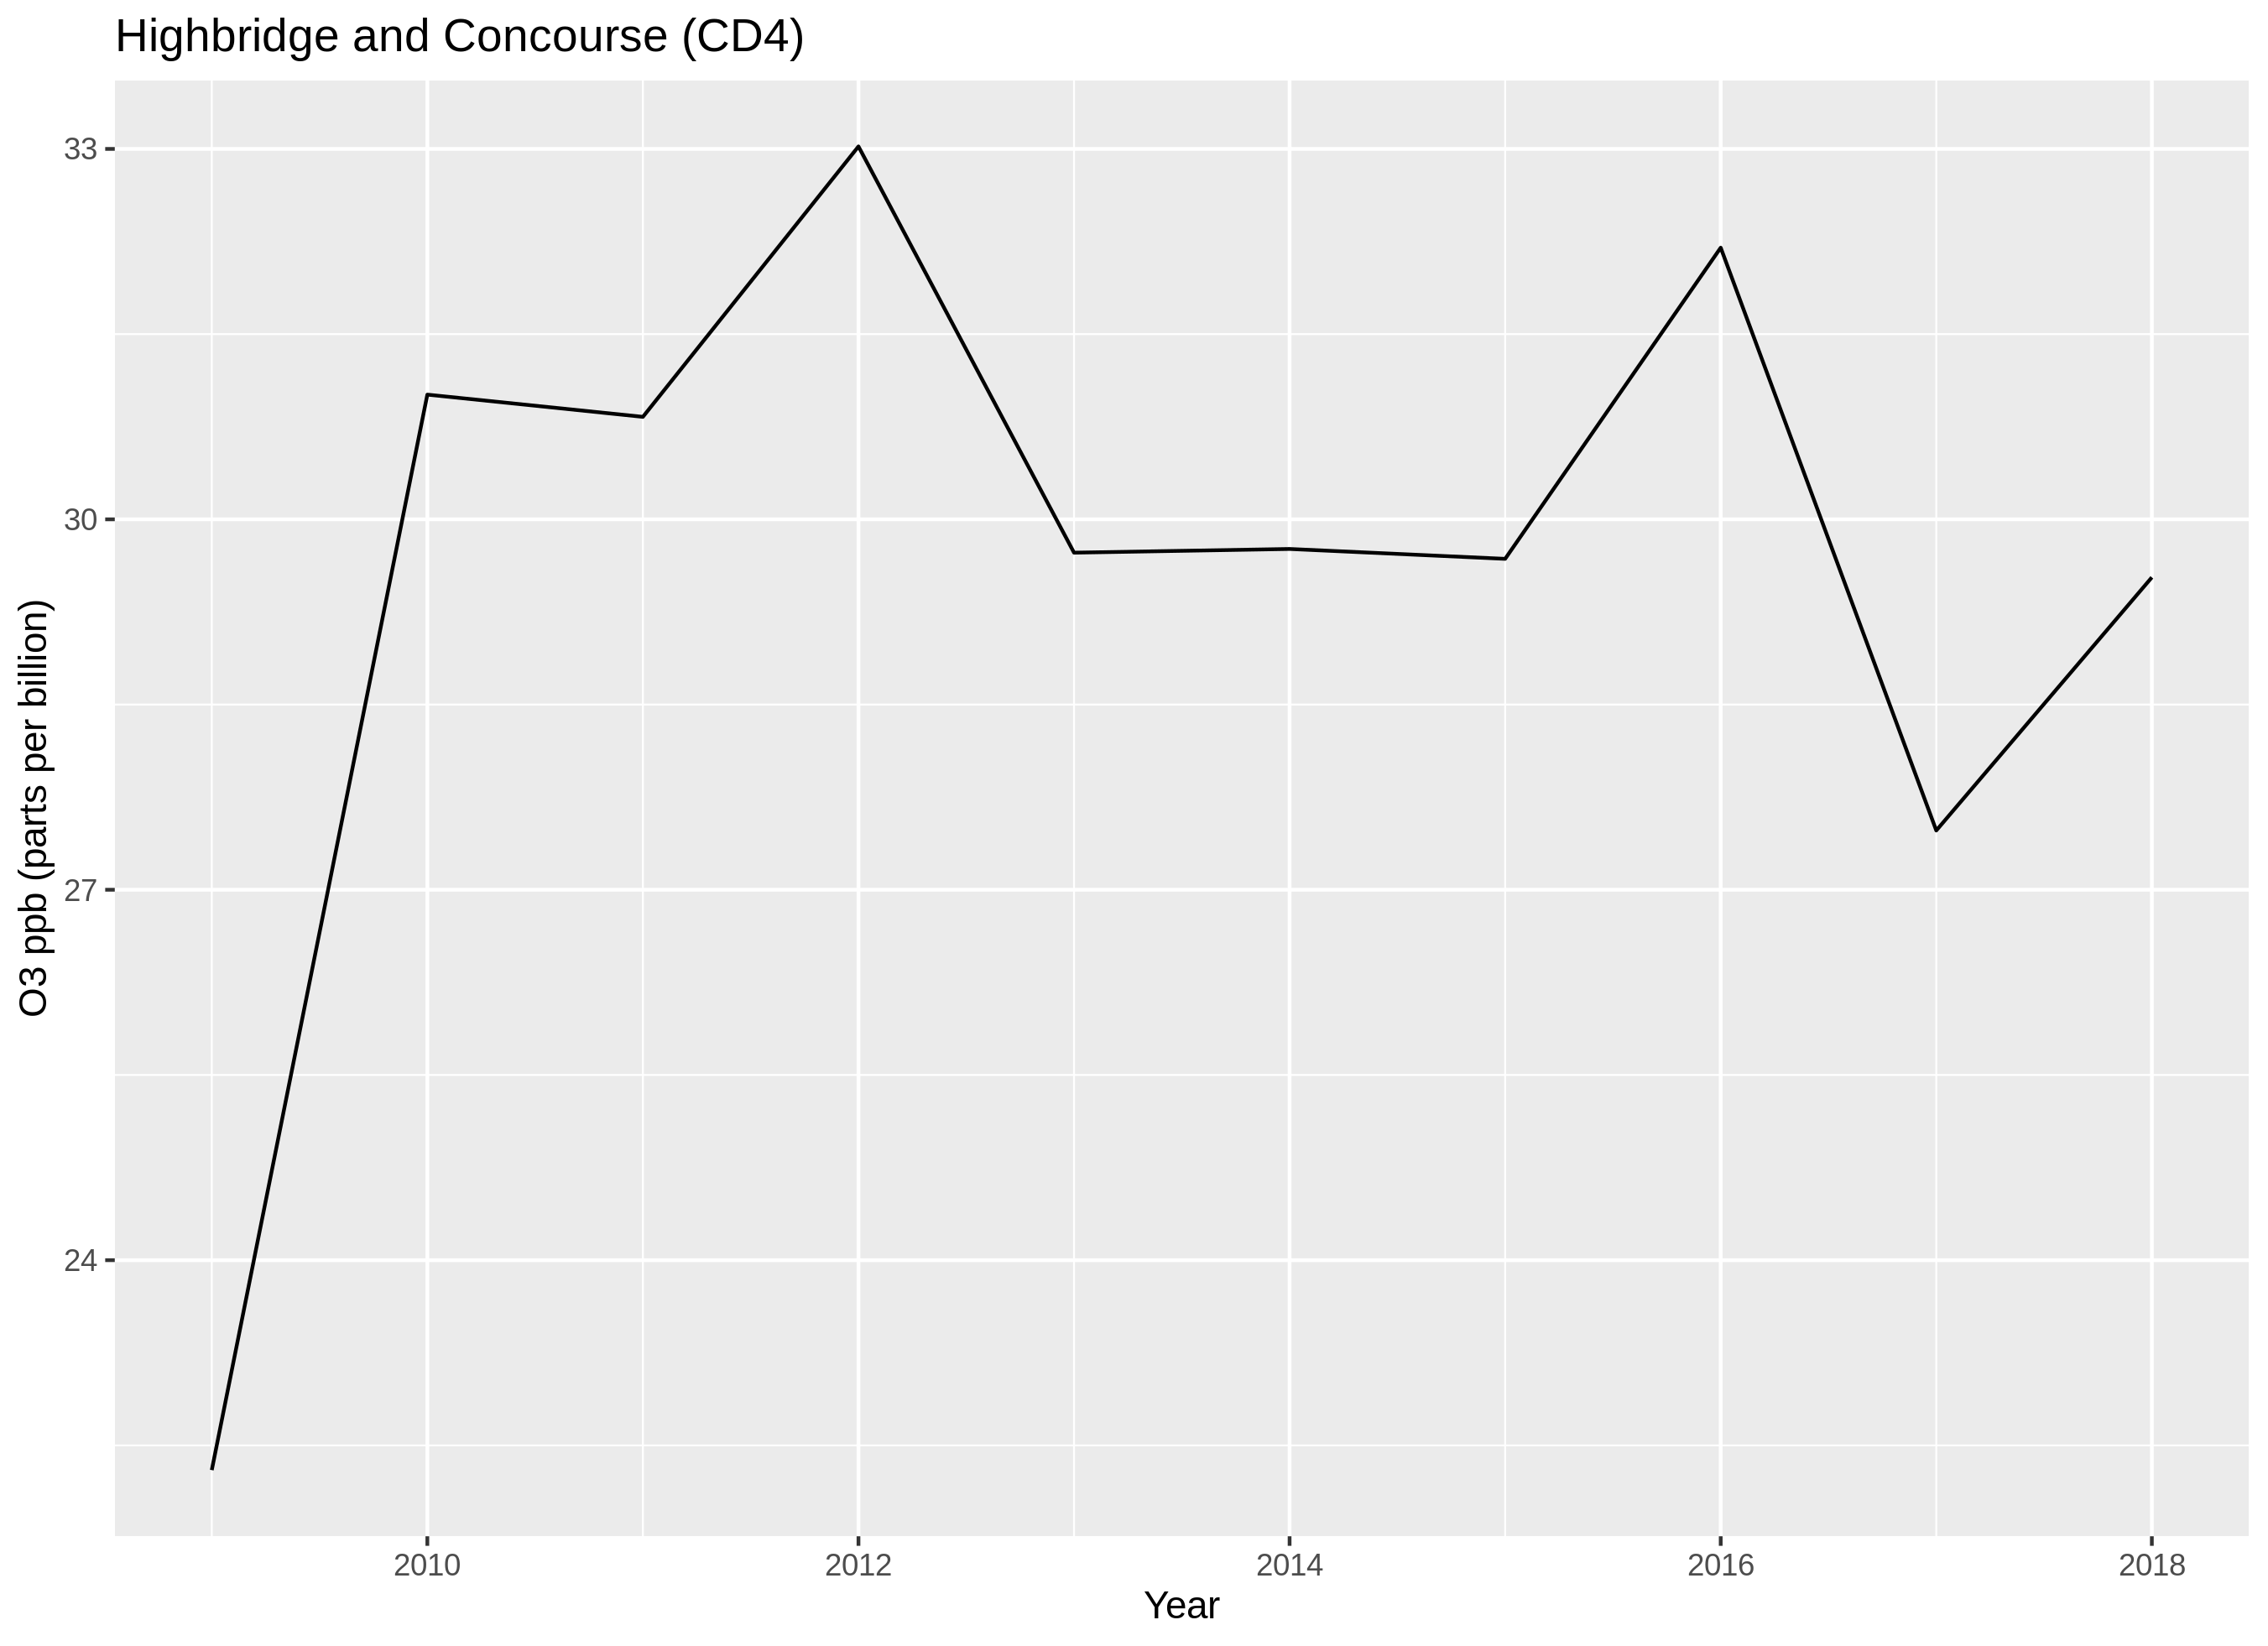 Highbridge and Concourse (CD4)
O3 ppb (parts per billion)
33
30
27
24
2010 2012 2014 2016 2018
Year